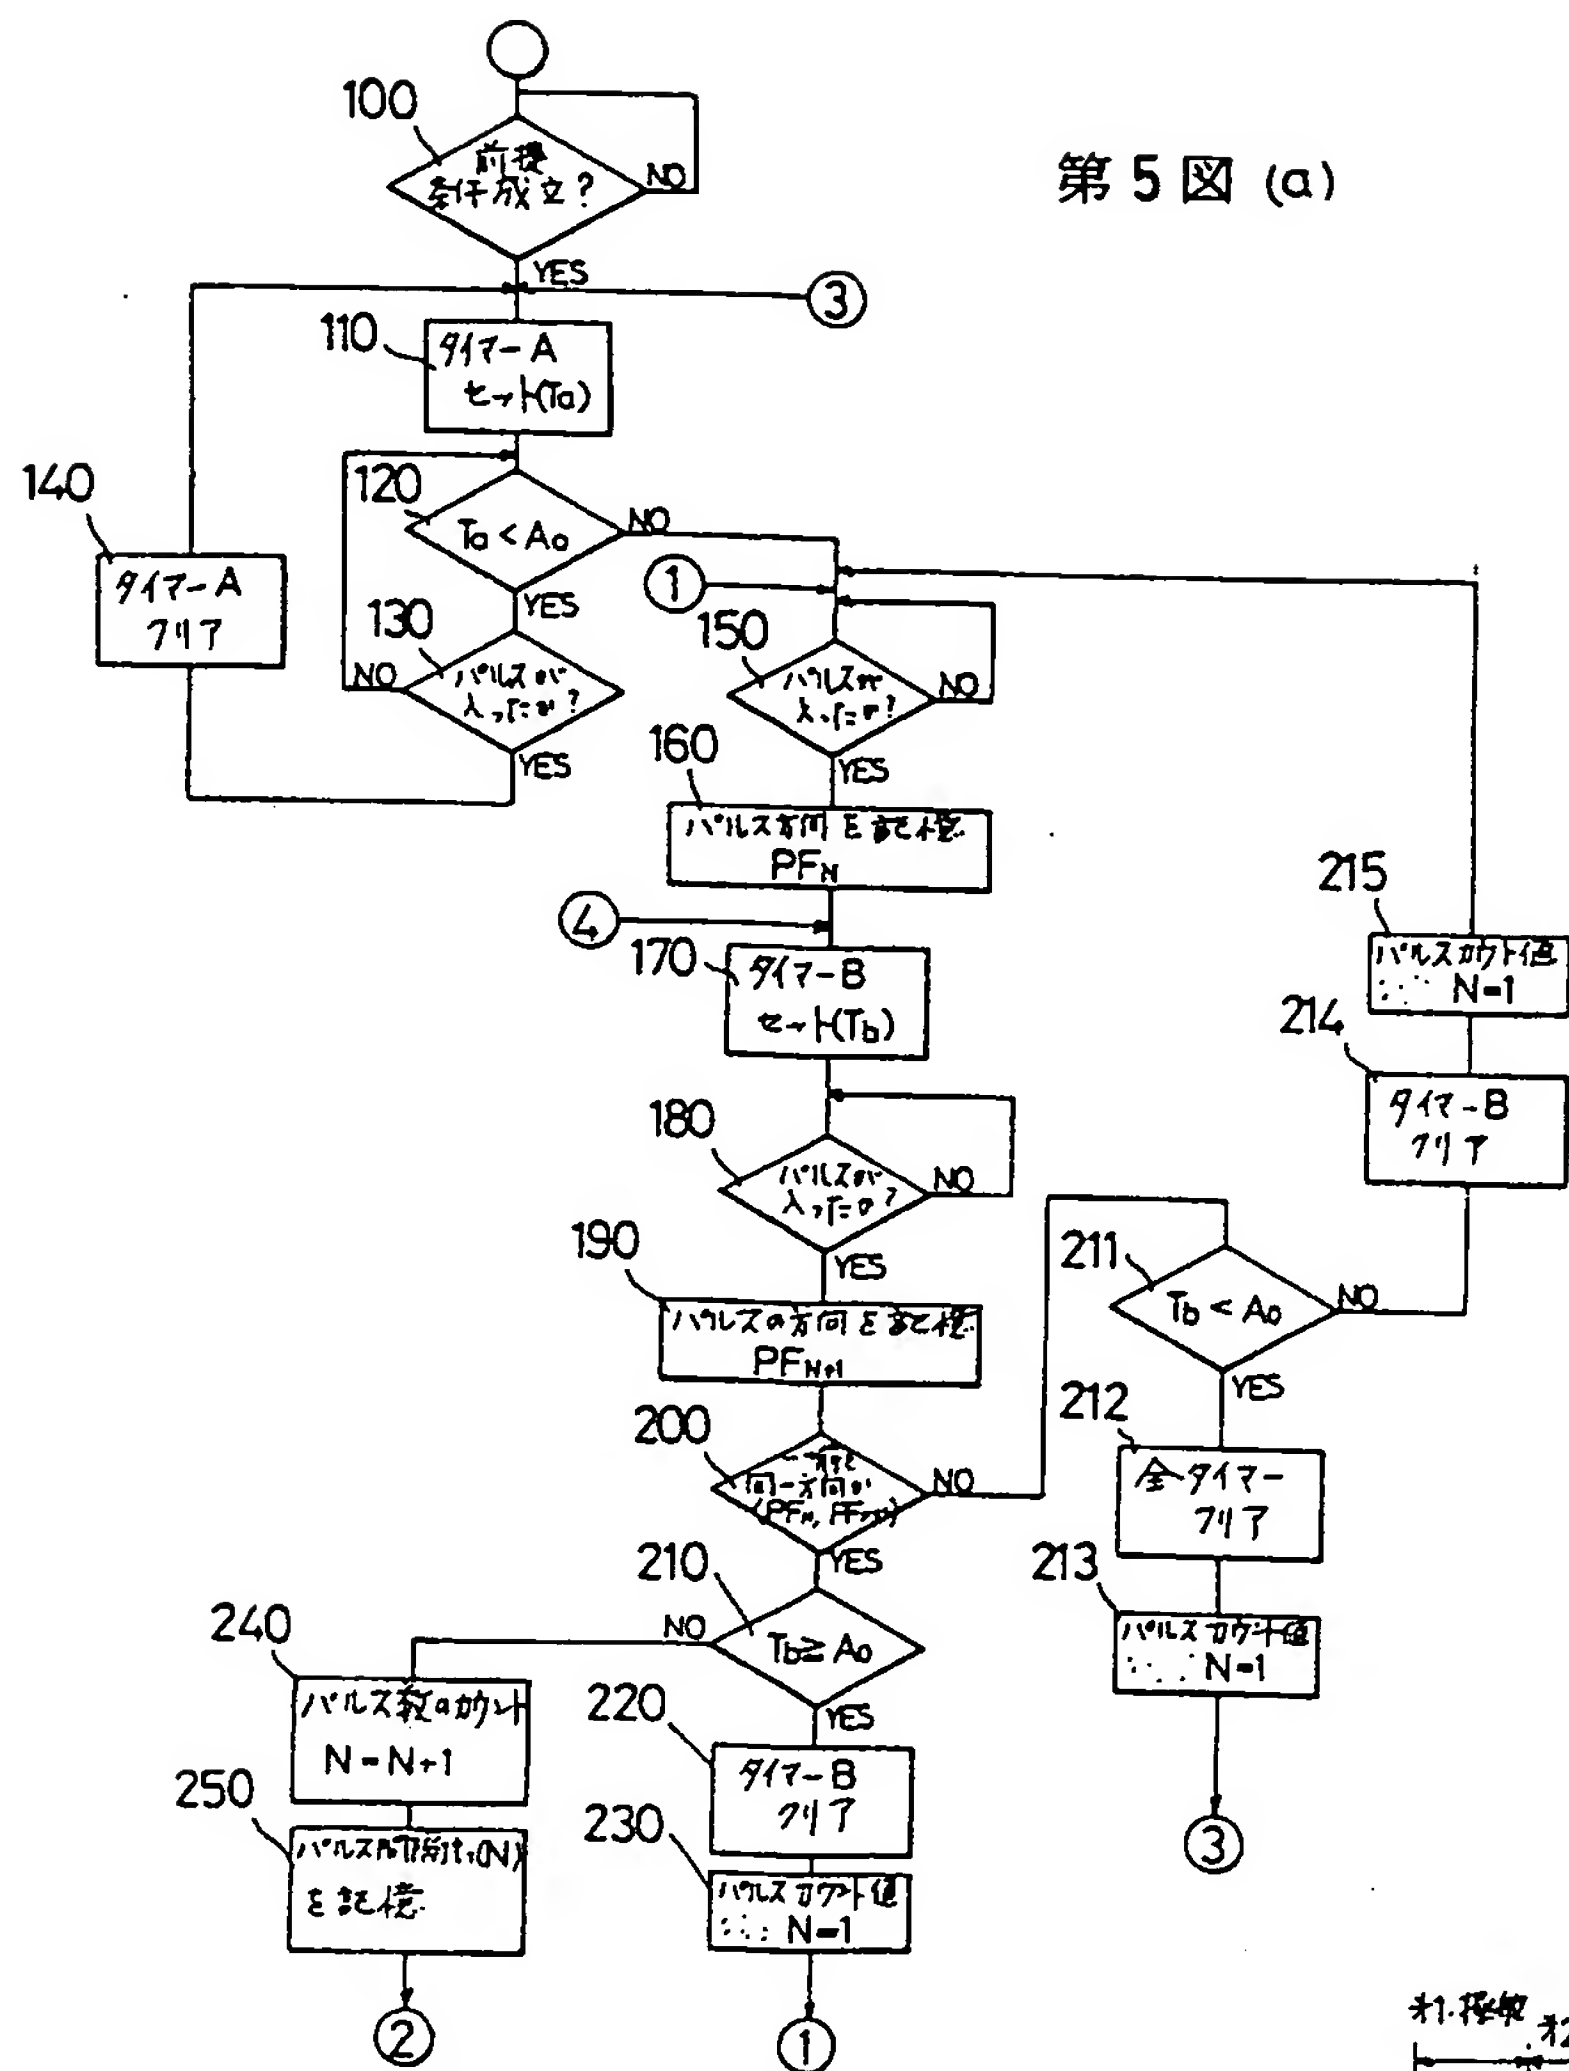 第5図 (a)
100
前提
条件成立?
NO
YES
3
110
タイマーA
セット(Ta)
140
タイマーA
クリア
120
Ta < Ao
NO
YES
1
130
パルスが
入ったか?
NO
YES
150
パルスが
入ったか?
NO
YES
160
パルス方向を記憶
PFN
4
170
タイマーB
セット(Tb)
215
パルスカウント値
N=1
214
タイマーB
クリア
180
パルスが
入ったか?
NO
YES
190
パルスの方向を記憶
PFN+1
211
Tb < Ao
NO
YES
200
同一方向か
NO
YES
212
全タイマー
クリア
213
パルスカウント値
N=1
3
210
Tb ≥ Ao
NO
YES
240
パルス数のカウント
N=N+1
220
タイマーB
クリア
250
(N)
を記憶
230
パルスカウント値
N=1
2
1